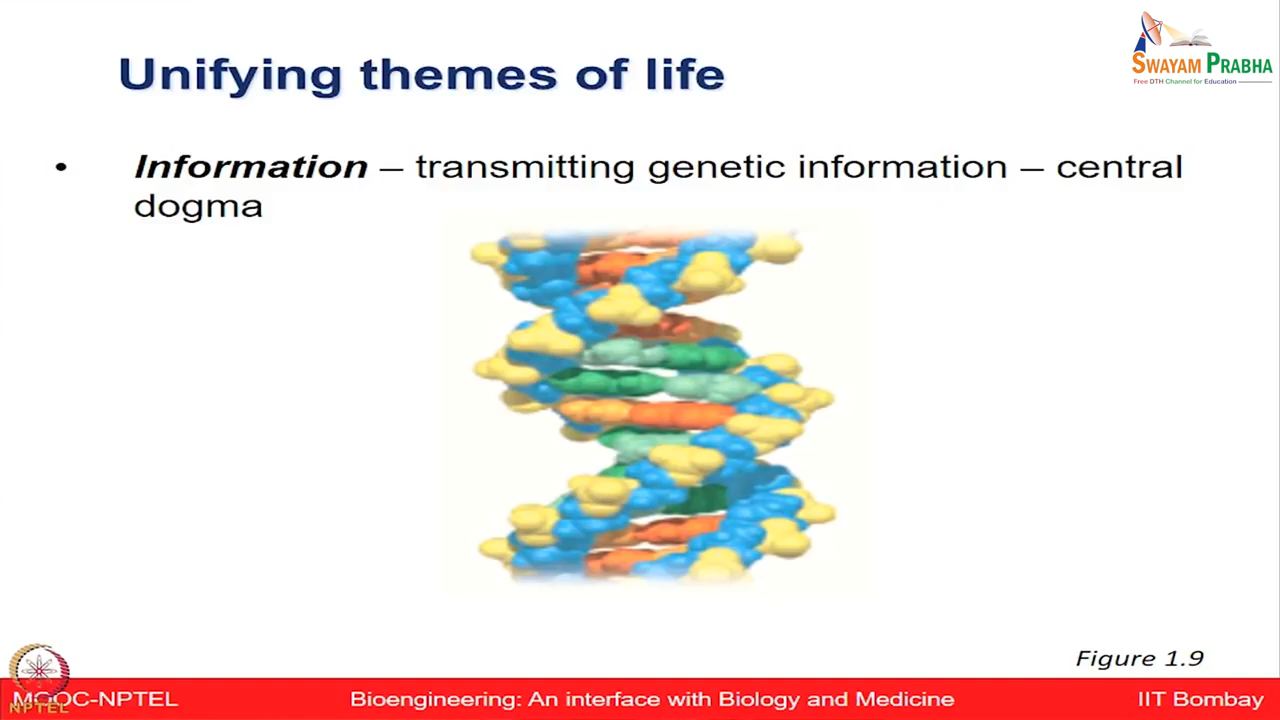 SWAYAM PRABHA
Free DTH Channel for Education
Unifying themes of life
• Information – transmitting genetic information – central
dogma
Figure 1.9
MOOC-NPTEL Bioengineering: An interface with Biology and Medicine IIT Bombay
NPTEL